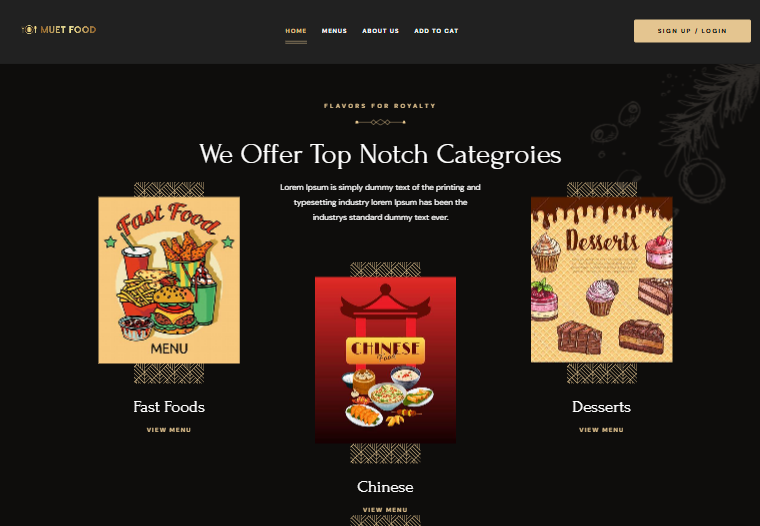 MUET FOOD
HOME
MENUS
ABOUT US
ADD TO CAT
SIGN UP / LOGIN
FLAVORS FOR ROYALTY
We Offer Top Notch Categroies
Lorem Ipsum is simply dummy text of the printing and
typesetting industry lorem Ipsum has been the
industrys standard dummy text ever.
Fast Food
MENU
Fast Foods
VIEW MENU
CHINESE
Food
Chinese
VIEW MENU
Desserts
Desserts
VIEW MENU